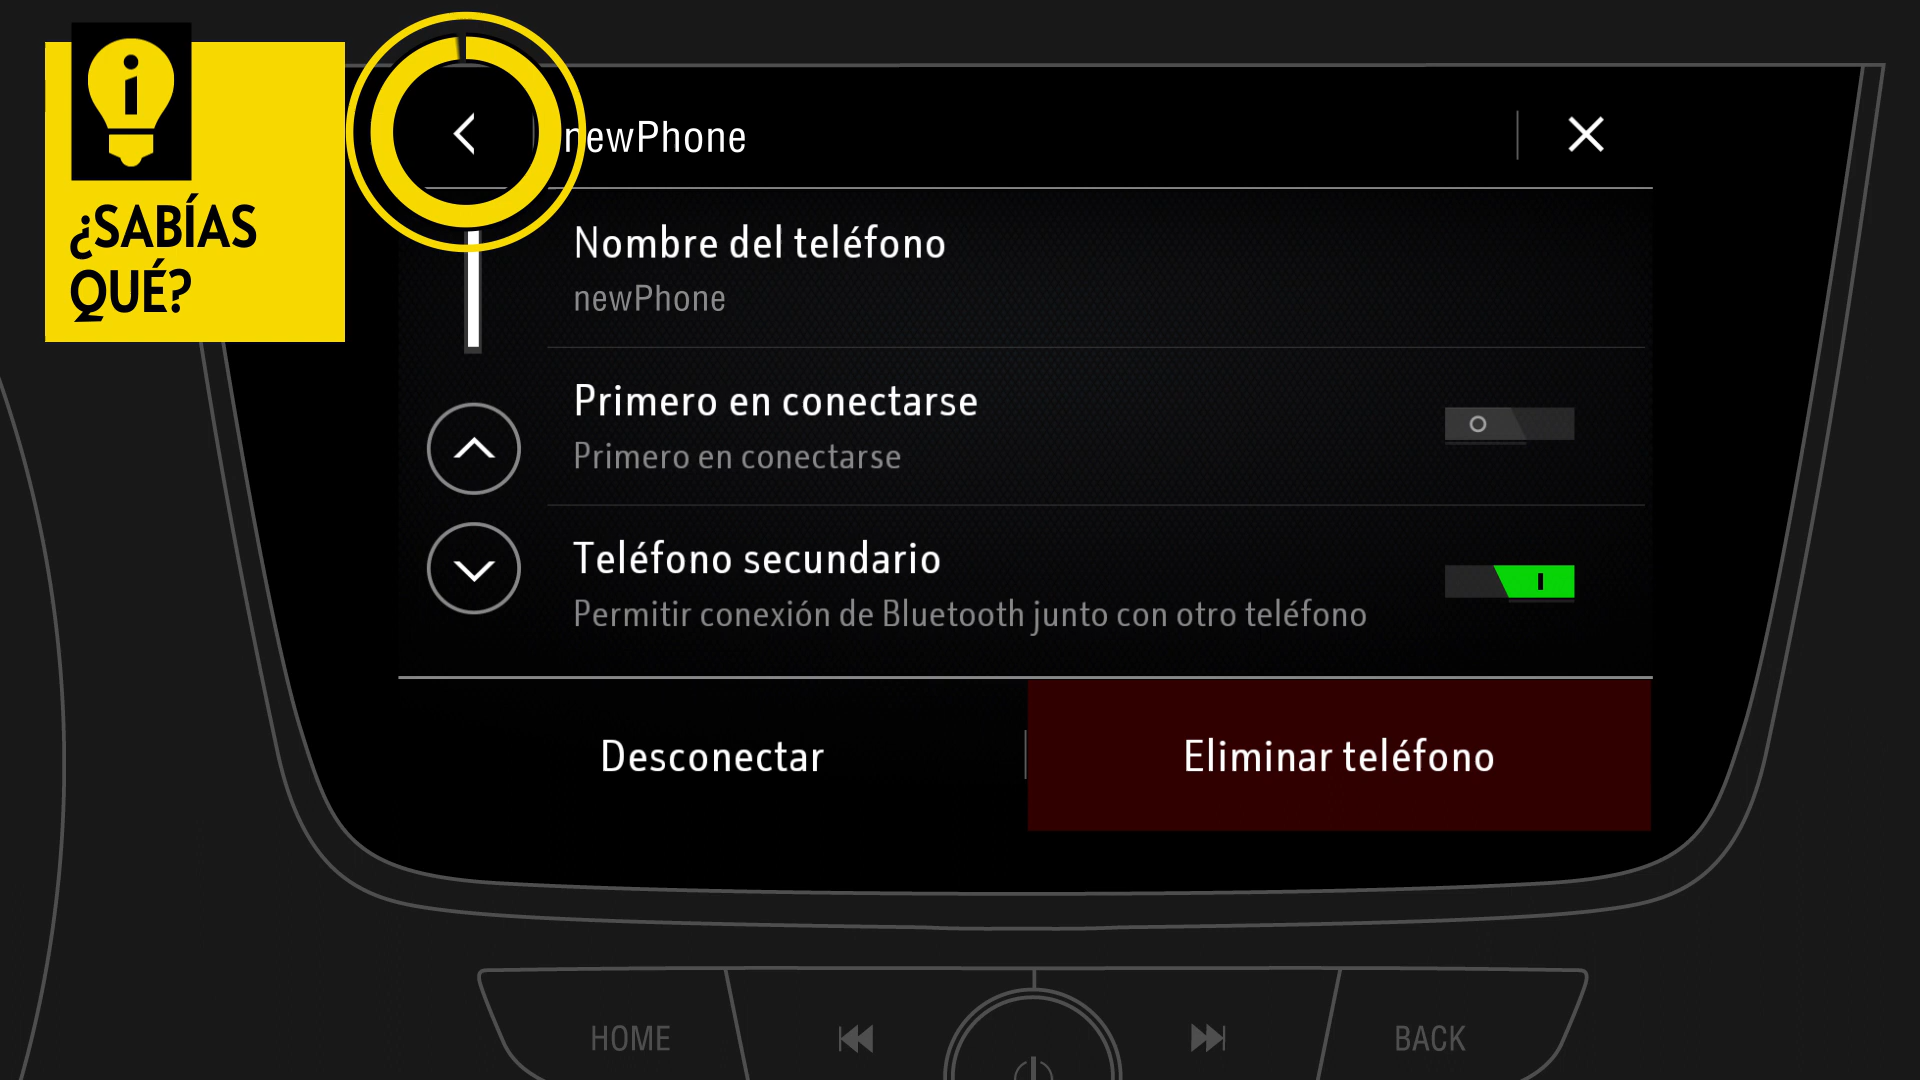 ¿SABÍAS
QUÉ?
newPhone
Nombre del teléfono
newPhone
Primero en conectarse
Primero en conectarse
Teléfono secundario
Permitir conexión de Bluetooth junto con otro teléfono
Desconectar
Eliminar teléfono
HOME
BACK